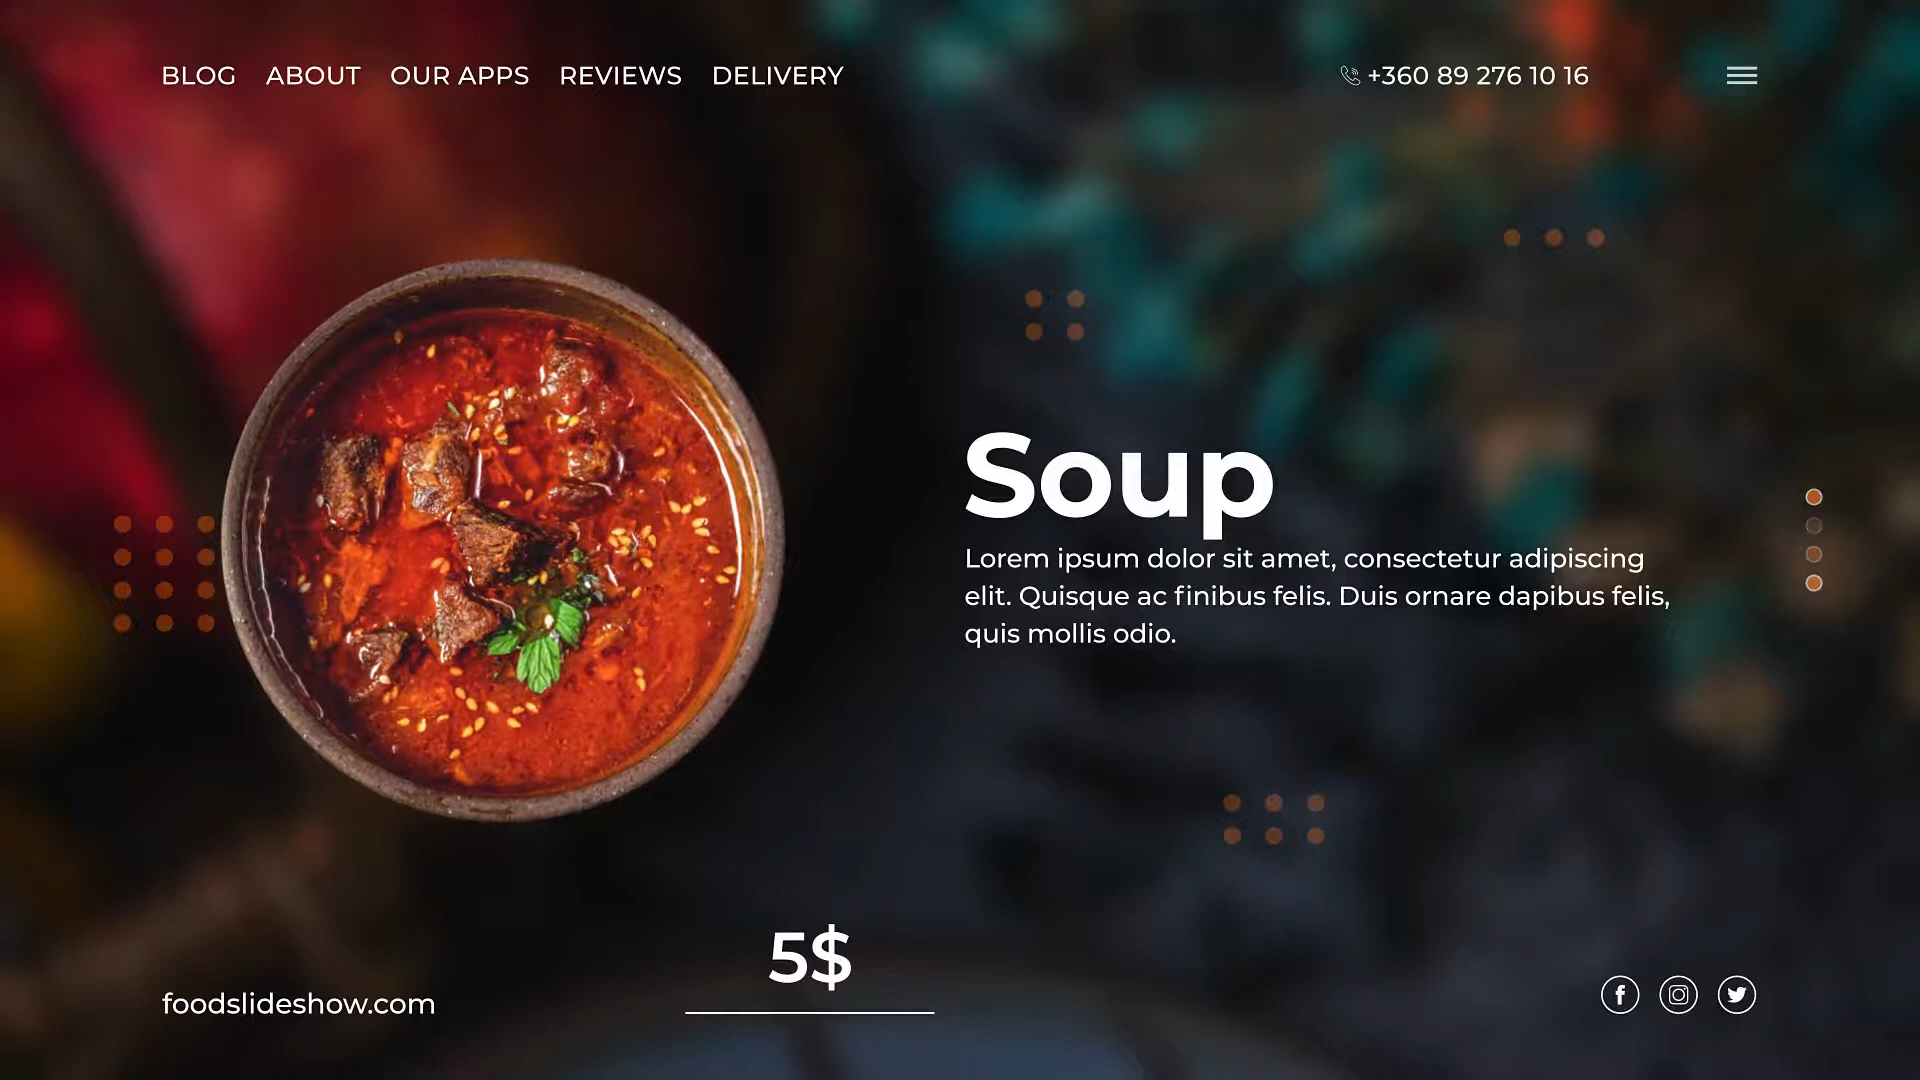 BLOG ABOUT OUR APPS REVIEWS DELIVERY +360 89 276 10 16
Soup
Lorem ipsum dolor sit amet, consectetur adipiscing
elit. Quisque ac finibus felis. Duis ornare dapibus felis,
quis mollis odio.
5$
foodslideshow.com